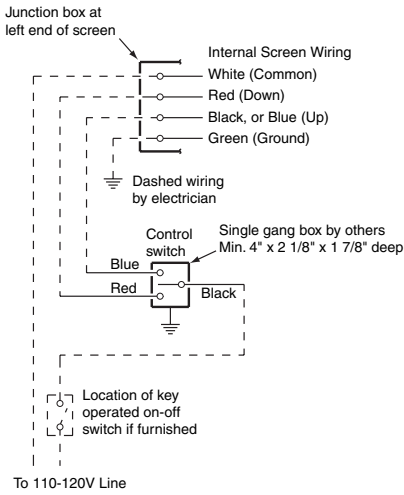 Junction box at
left end of screen
Internal Screen Wiring
White (Common)
Red (Down)
Black, or Blue (Up)
Green (Ground)
Dashed wiring
by electrician
Control
switch
Single gang box by others
Min. 4" x 2 1/8" x 1 7/8" deep
Blue
Red
Black
Location of key
operated on-off
switch if furnished
To 110-120V Line